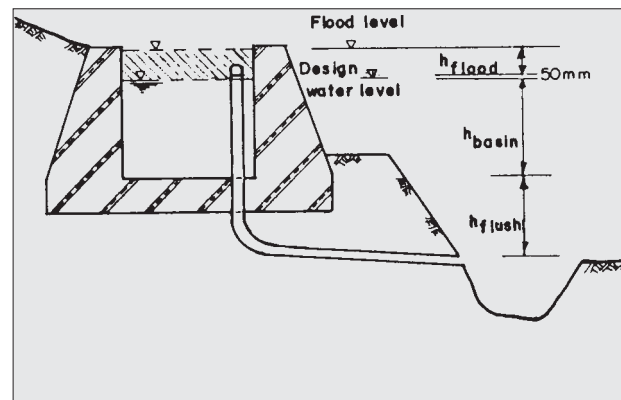 Flood level
Design
water level
h flood
50mm
h basin
h flush